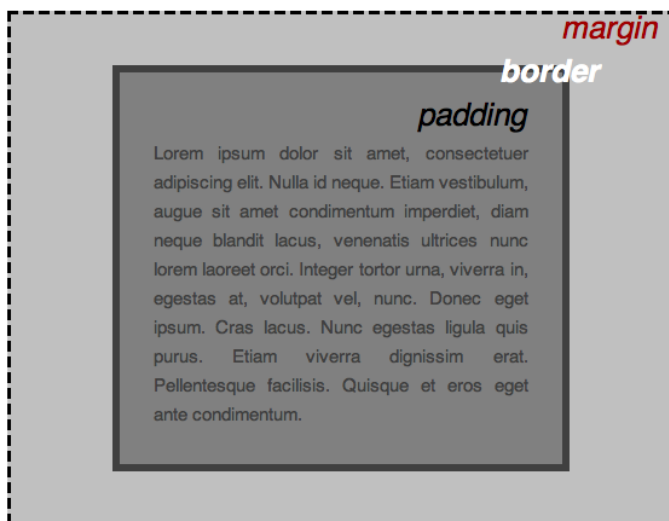 margin
border
padding
Lorem ipsum dolor sit amet, consectetuer
adipiscing elit. Nulla id neque. Etiam vestibulum,
augue sit amet condimentum imperdiet, diam
neque blandit lacus, venenatis ultrices nunc
lorem laoreet orci. Integer tortor urna, viverra in,
egestas at, volutpat vel, nunc. Donec eget
ipsum. Cras lacus. Nunc egestas ligula quis
purus. Etiam viverra dignissim erat.
Pellentesque facilisis. Quisque et eros eget
ante condimentum.